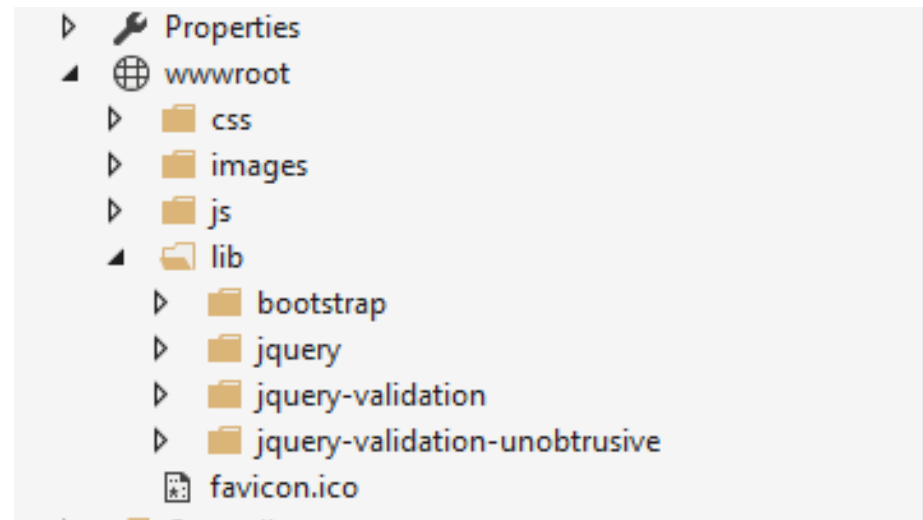 Properties
wwwroot
css
images
js
lib
bootstrap
jquery
jquery-validation
jquery-validation-unobtrusive
favicon.ico